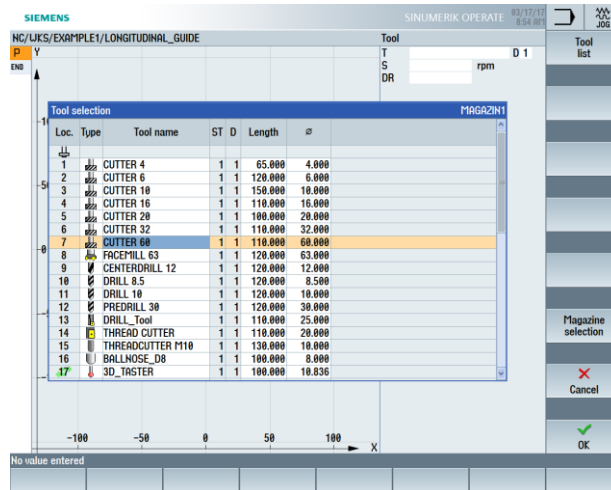 SIEMENS
SINUMERIK OPERATE 03/17/17
8:54 AM
JOG
NC/WKS/EXAMPLE1/LONGITUDINAL_GUIDE
Tool
Tool list
P Y
T D 1
END
S rpm
DR
Tool selection MAGAZIN1
Loc. Type Tool name ST D Length ø
1 CUTTER 4 1 1 65.000 4.000
2 CUTTER 6 1 1 120.000 6.000
3 CUTTER 10 1 1 150.000 10.000
4 CUTTER 16 1 1 110.000 16.000
5 CUTTER 20 1 1 100.000 20.000
6 CUTTER 32 1 1 110.000 32.000
7 CUTTER 60 1 1 110.000 60.000
8 FACEMILL 63 1 1 120.000 63.000
9 CENTERDRILL 12 1 1 120.000 12.000
10 DRILL 8.5 1 1 120.000 8.500
11 DRILL 10 1 1 120.000 10.000
12 PREDRILL 30 1 1 120.000 30.000
13 DRILL_Tool 1 1 110.000 25.000
14 THREAD CUTTER 1 1 110.000 20.000
15 THREADCUTTER M10 1 1 130.000 10.000
16 BALLNOSE_D8 1 1 100.000 8.000
17 3D_TASTER 1 1 100.000 10.836
Magazine
selection
Cancel
-100 -50 0 50 100 X
OK
No value entered